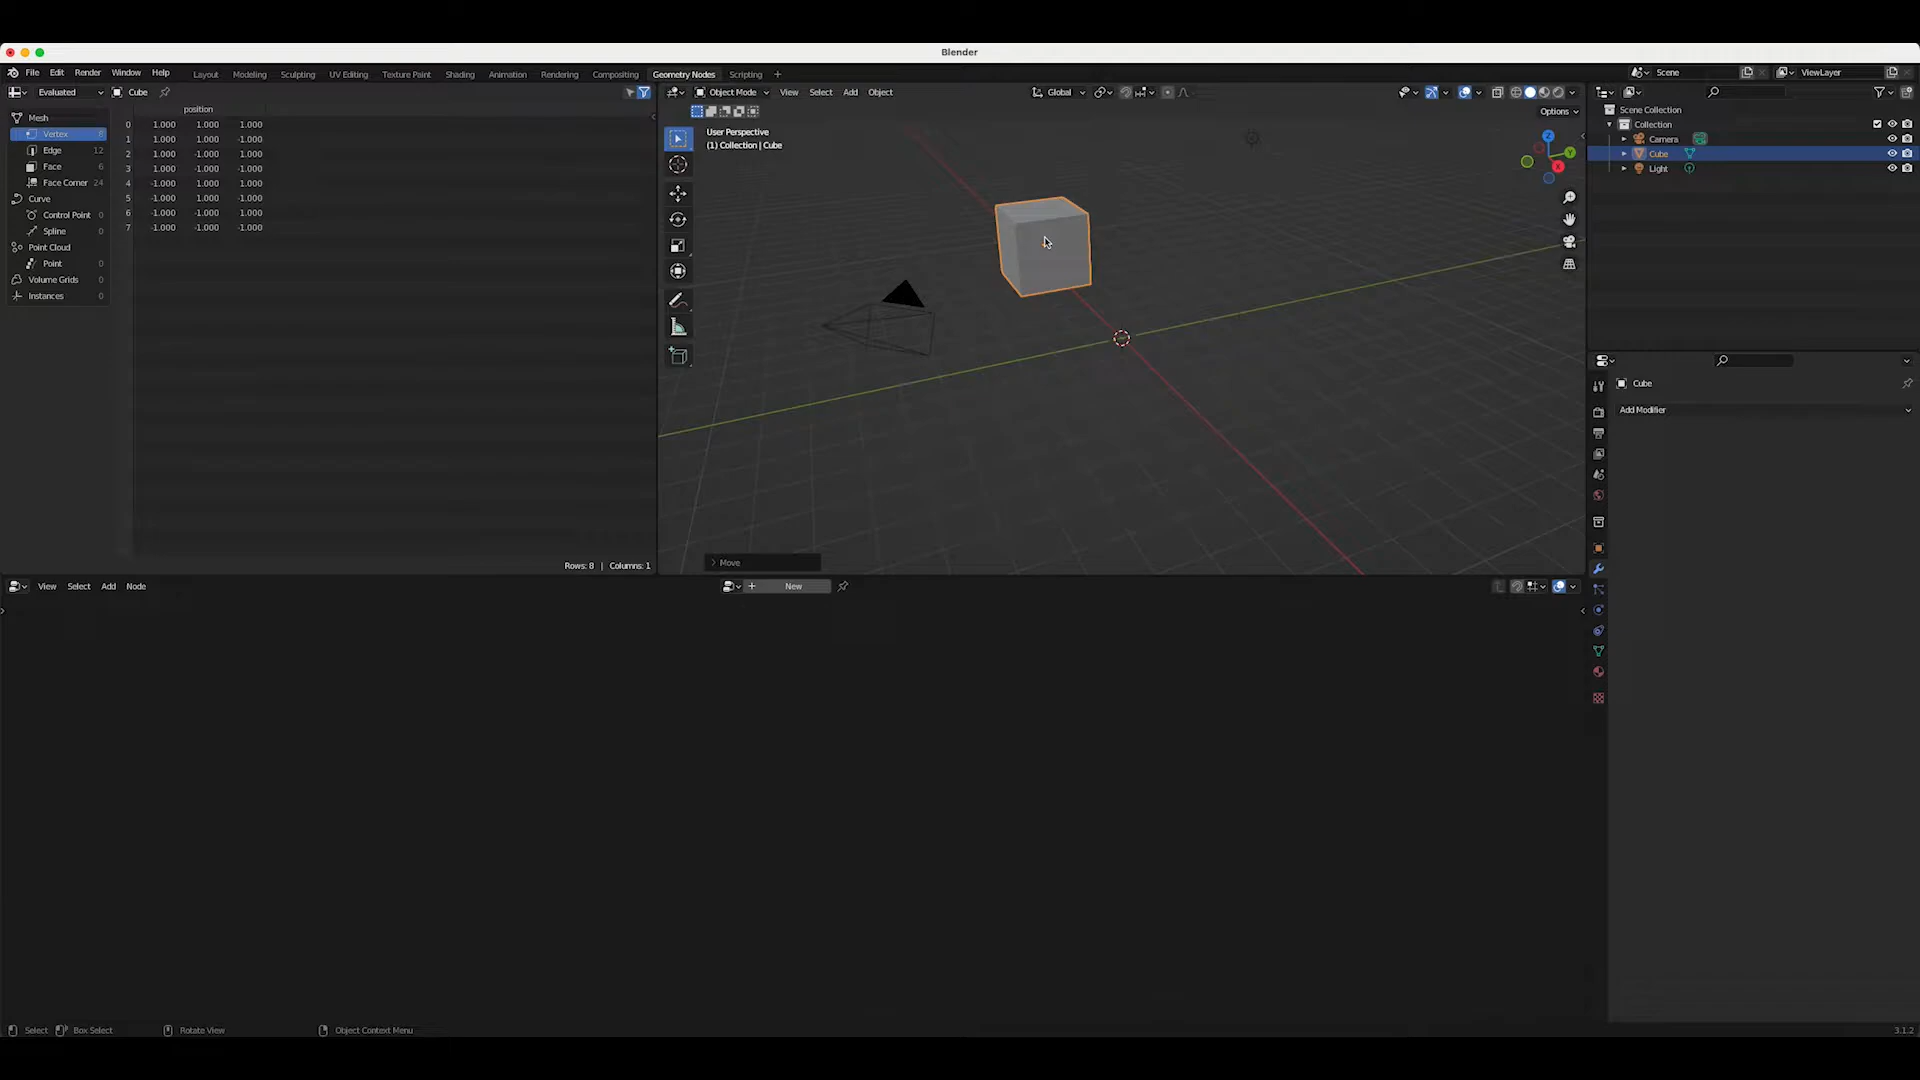 Blender
File Edit Render Window Help Layout Modeling Sculpting UV Editing Texture Paint Shading Animation Rendering Compositing Geometry Nodes Scripting + Scene ViewLayer
Evaluated Cube
position
Mesh
Vertex 8
Edge 12
Face 6
Face Corner 24
Curve
Control Point 0
Spline 0
Point Cloud
Point 0
Volume Grids 0
Instances 0
0 1.000 1.000 1.000
1 1.000 1.000 -1.000
2 1.000 -1.000 1.000
3 1.000 -1.000 -1.000
4 -1.000 1.000 1.000
5 -1.000 1.000 -1.000
6 -1.000 -1.000 1.000
7 -1.000 -1.000 -1.000
Rows: 8 | Columns: 1
Object Mode View Select Add Object Global
Options
User Perspective
(1) Collection | Cube
Z
Y
X
Move
Scene Collection
Collection
Camera
Cube
Light
Cube
Add Modifier
View Select Add Node + New
Select Box Select Rotate View Object Context Menu 3.1.2